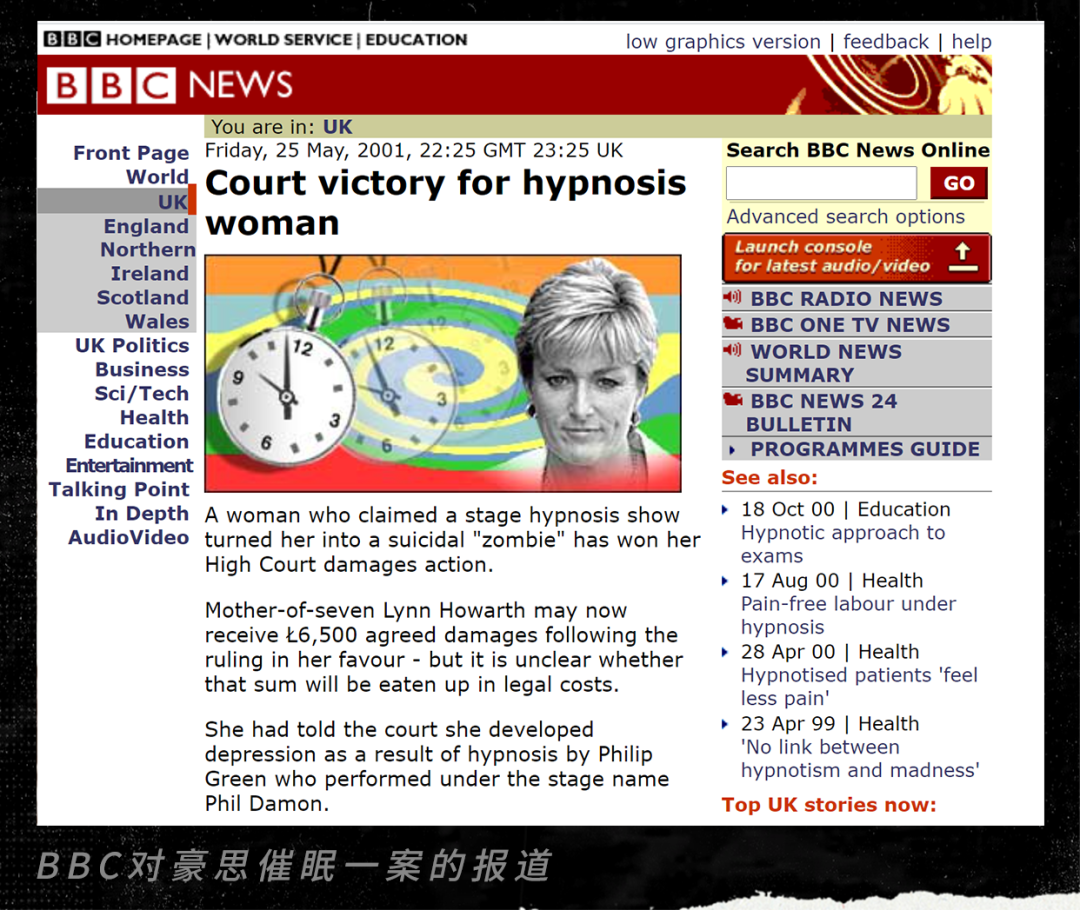 BBC HOMEPAGE | WORLD SERVICE | EDUCATION
low graphics version | feedback | help
BBC NEWS
You are in: UK
Front Page
World
UK
England
Northern
Ireland
Scotland
Wales
UK Politics
Business
Sci/Tech
Health
Education
Entertainment
Talking Point
In Depth
AudioVideo
Friday, 25 May, 2001, 22:25 GMT 23:25 UK
Court victory for hypnosis
woman
12
9
3
6
12
3
6
12
A woman who claimed a stage hypnosis show
turned her into a suicidal "zombie" has won her
High Court damages action.
Mother-of-seven Lynn Howarth may now
receive Ł6,500 agreed damages following the
ruling in her favour - but it is unclear whether
that sum will be eaten up in legal costs.
She had told the court she developed
depression as a result of hypnosis by Philip
Green who performed under the stage name
Phil Damon.
Search BBC News Online
GO
Advanced search options
Launch console
for latest audio/video
BBC RADIO NEWS
BBC ONE TV NEWS
WORLD NEWS
SUMMARY
BBC NEWS 24
BULLETIN
PROGRAMMES GUIDE
See also:
18 Oct 00 | Education
Hypnotic approach to
exams
17 Aug 00 | Health
Pain-free labour under
hypnosis
28 Apr 00 | Health
Hypnotised patients 'feel
less pain'
23 Apr 99 | Health
'No link between
hypnotism and madness'
Top UK stories now:
BBC对豪思催眠一案的报道